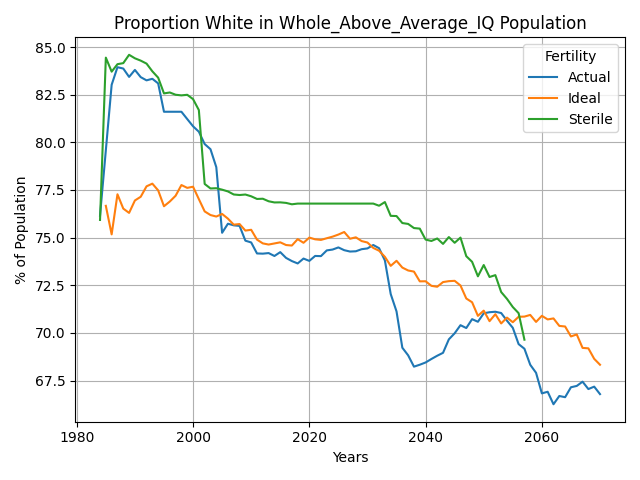 Proportion White in Whole_Above_Average_IQ Population
% of Population
85.0
82.5
80.0
77.5
75.0
72.5
70.0
67.5
Fertility
Actual
Ideal
Sterile
1980
2000
2020
2040
2060
Years